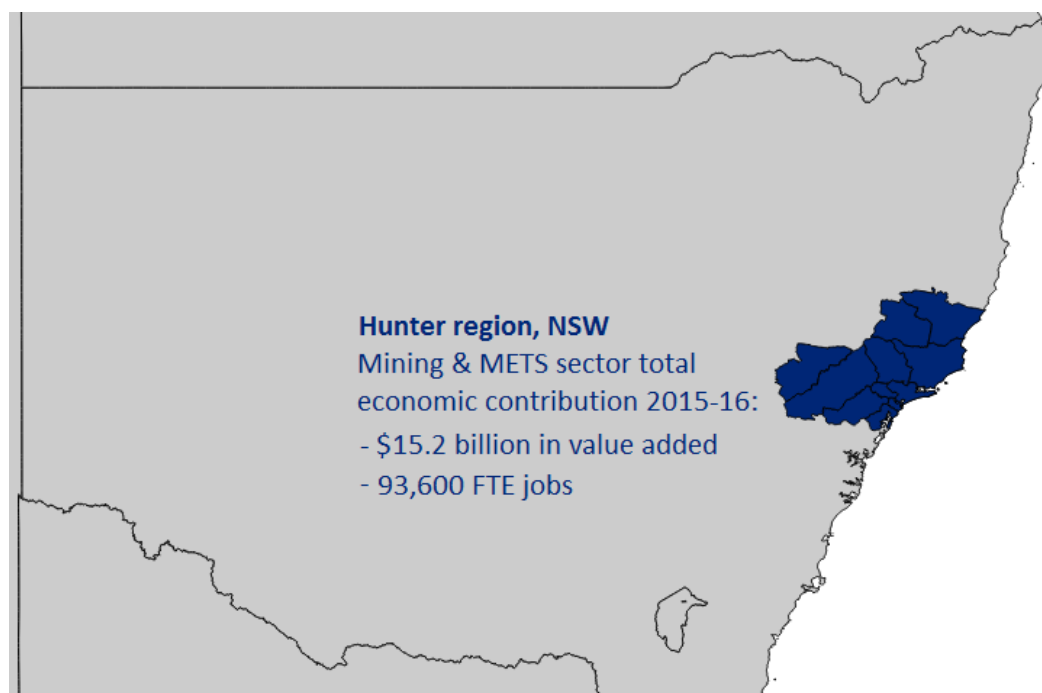 Hunter region, NSW
Mining & METS sector total
economic contribution 2015-16:
- $15.2 billion in value added
- 93,600 FTE jobs